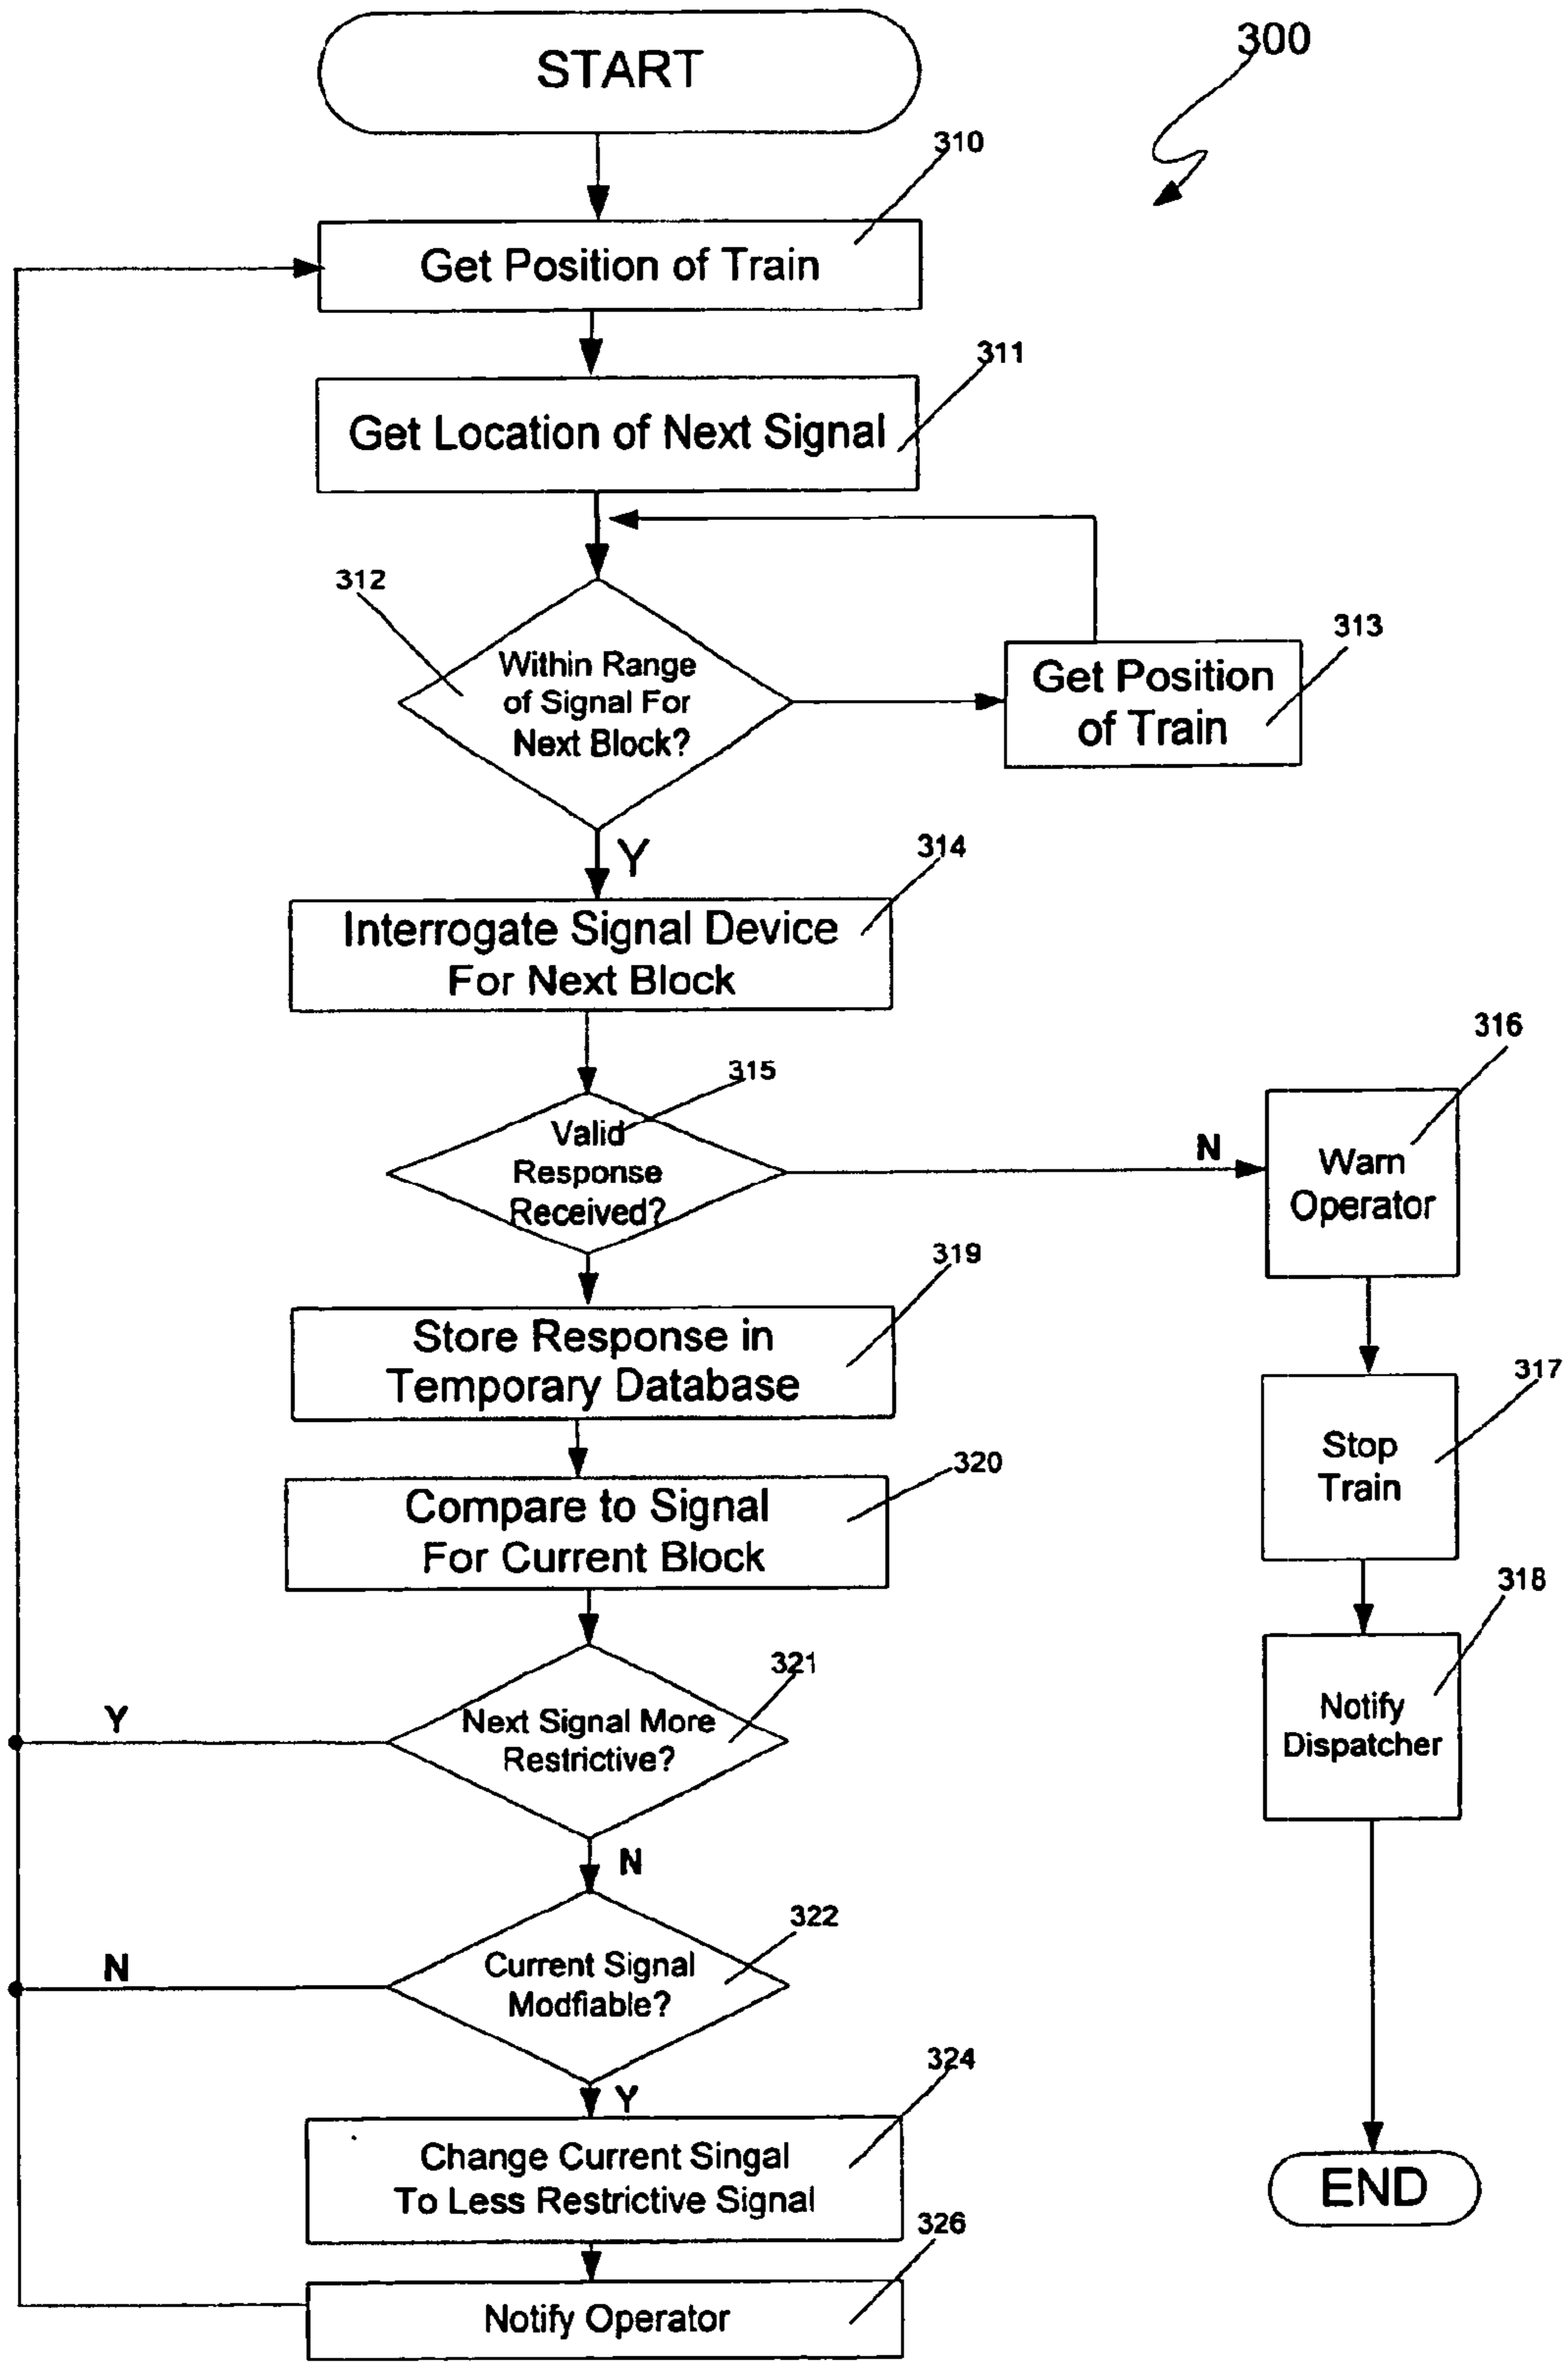 START
300
310
Get Position of Train
311
Get Location of Next Signal
312
Within Range
of Signal For
Next Block?
313
Get Position
of Train
Y
314
Interrogate Signal Device
For Next Block
315
Valid
Response
Received?
N
316
Warn
Operator
319
Store Response in
Temporary Database
317
Stop
Train
320
Compare to Signal
For Current Block
318
Notify
Dispatcher
321
Next Signal More
Restrictive?
Y
N
322
Current Signal
Modfiable?
N
Y
324
Change Current Singal
To Less Restrictive Signal
END
326
Notify Operator